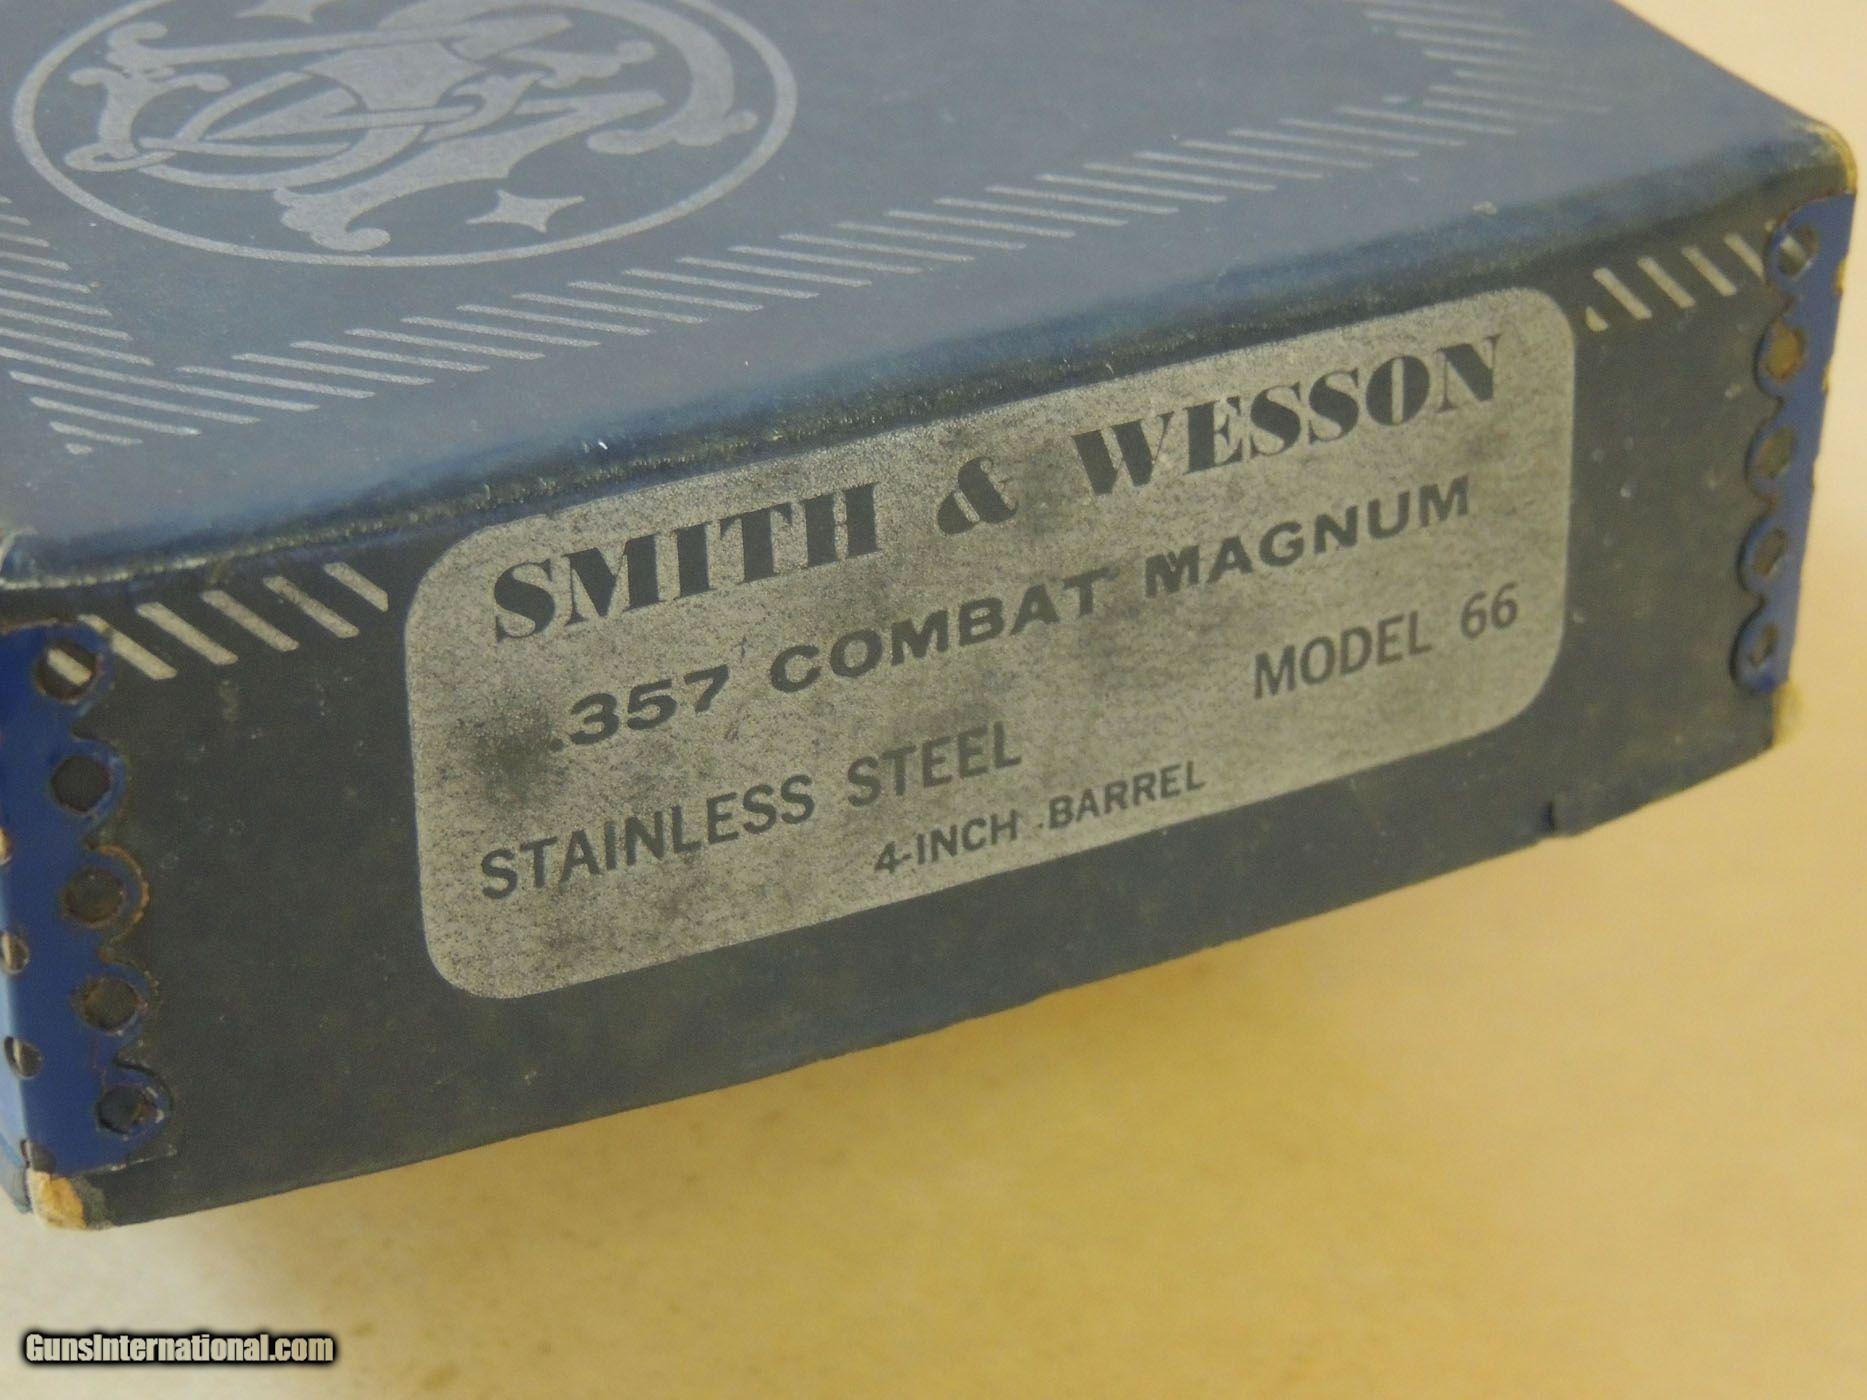 SMITH & WESSON
.357 COMBAT MAGNUM
STAINLESS STEEL MODEL 66
4-INCH BARREL
GunsInternational.com